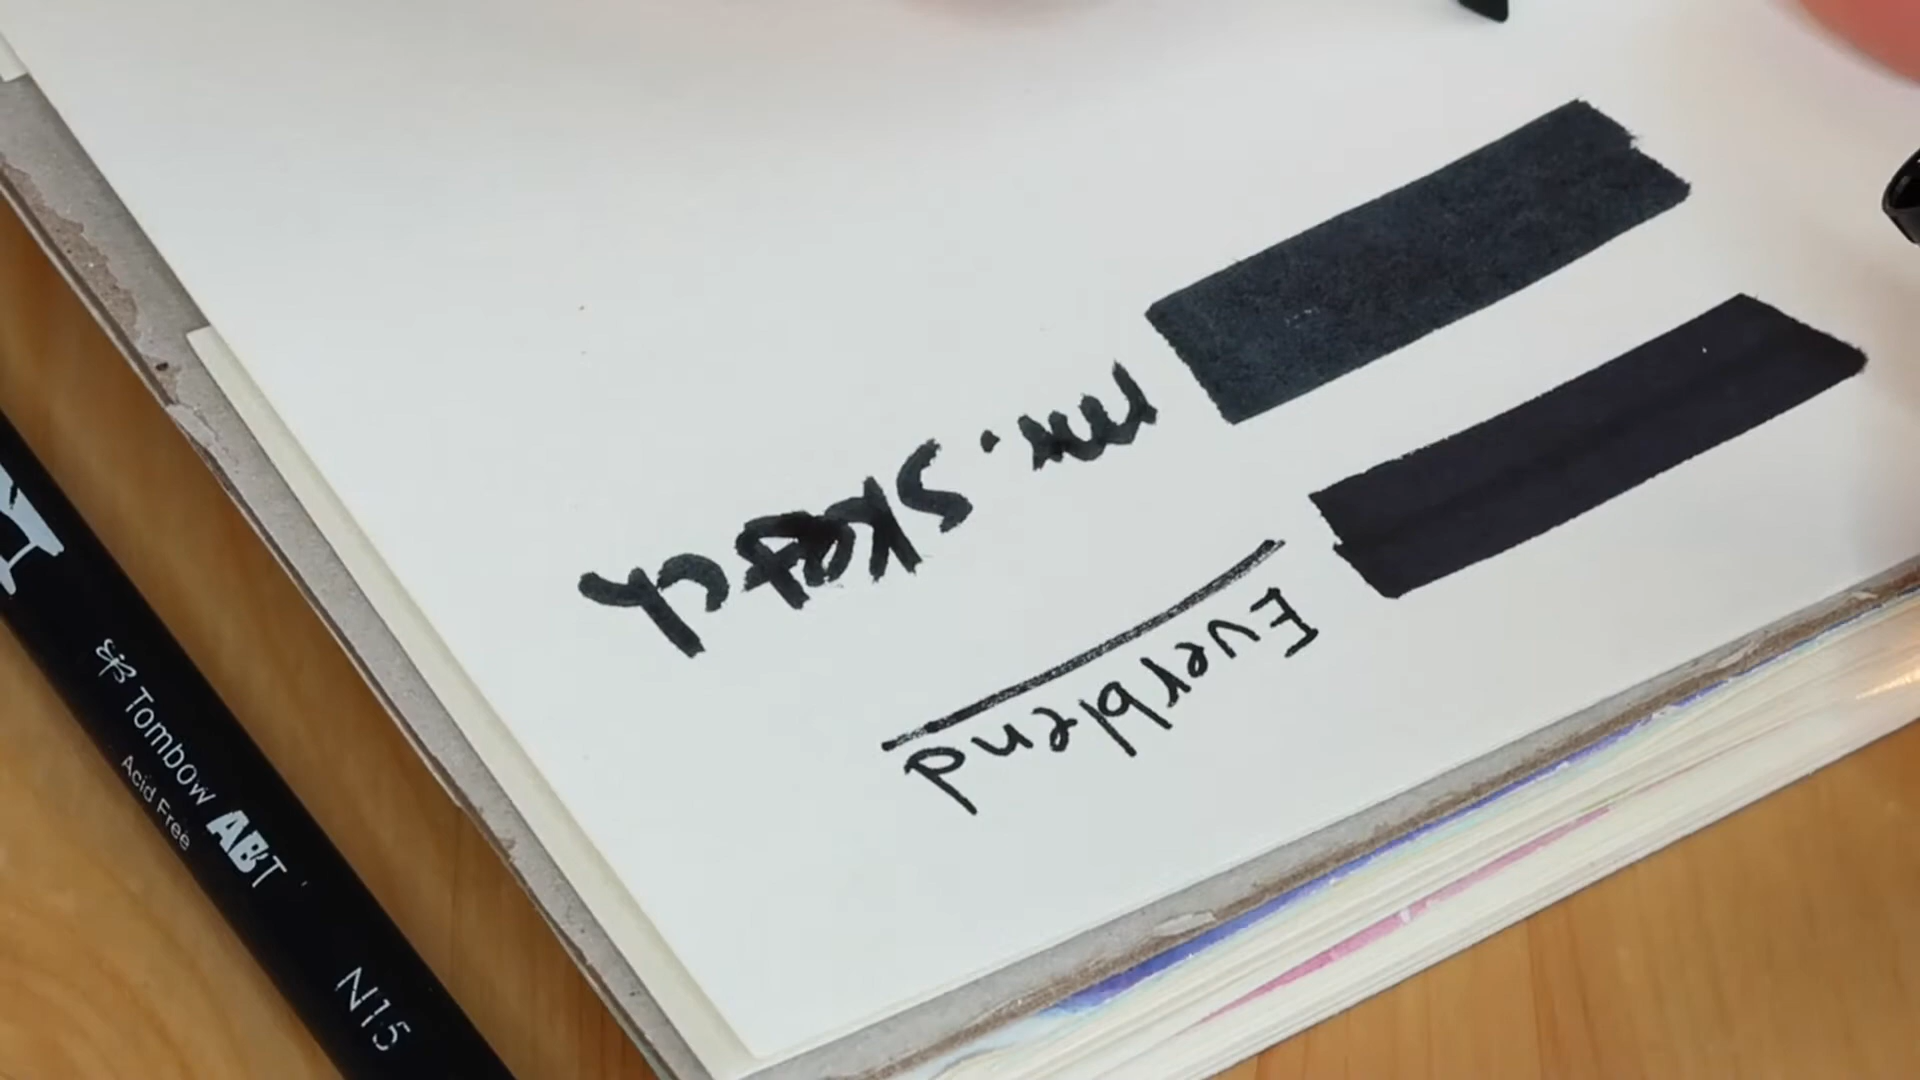 Everblend
mr. Sketch
Tombow ABT
Acid Free
N15